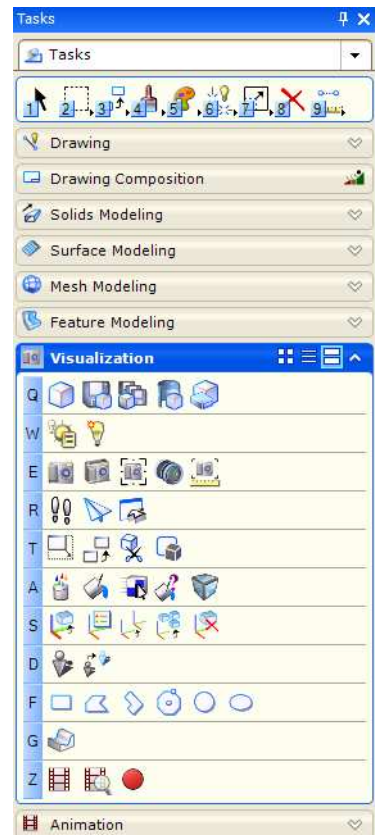 Tasks
Tasks
1 2 3 4 5 6 7 8 9
Drawing
Drawing Composition
Solids Modeling
Surface Modeling
Mesh Modeling
Feature Modeling
Visualization
Q
W
E
R
T
A
S
D
F
G
Z
Animation